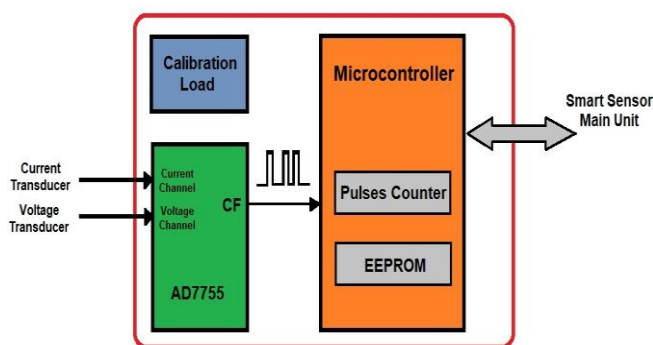 Calibration
Load
Microcontroller
Smart Sensor
Main Unit
Current
Transducer
Voltage
Transducer
Current
Channel
Voltage
Channel
CF
AD7755
Pulses Counter
EEPROM